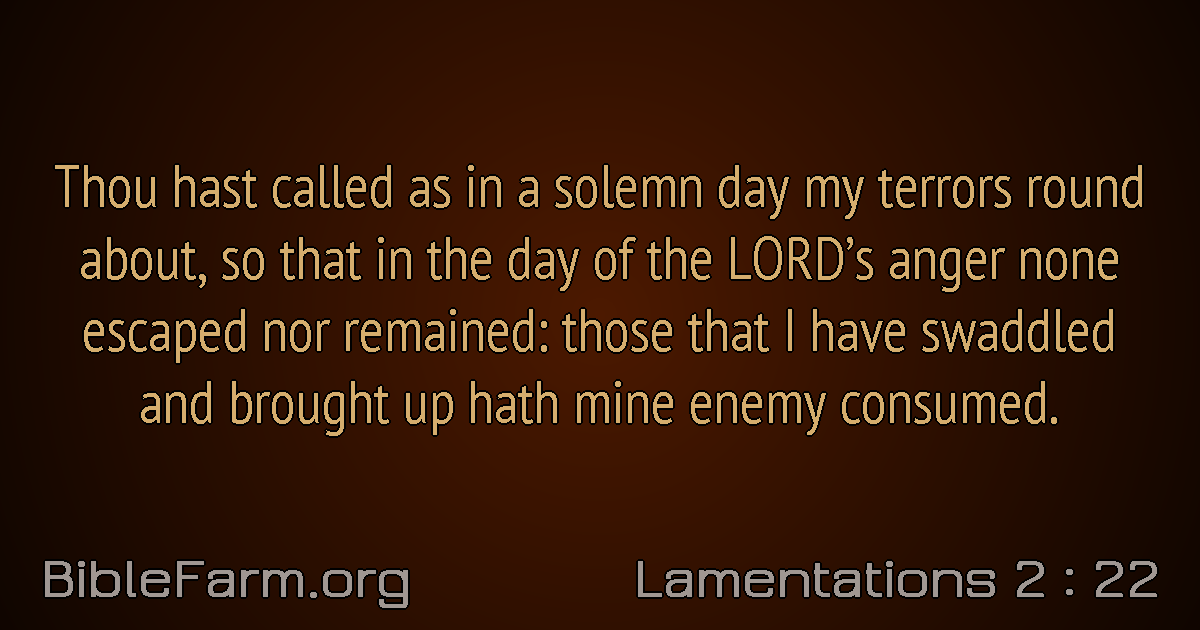 Thou hast called as in a solemn day my terrors round
about, so that in the day of the LORD’s anger none
escaped nor remained: those that I have swaddled
and brought up hath mine enemy consumed.
BibleFarm.org
Lamentations 2 : 22